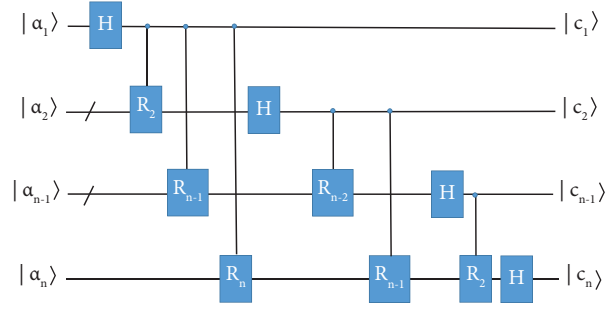 |α₁⟩ H |c₁⟩
|α₂⟩ R₂ H |c₂⟩
|αₙ₋₁⟩ Rₙ₋₁ Rₙ₋₂ H |cₙ₋₁⟩
|αₙ⟩ Rₙ Rₙ₋₁ R₂ H |cₙ⟩